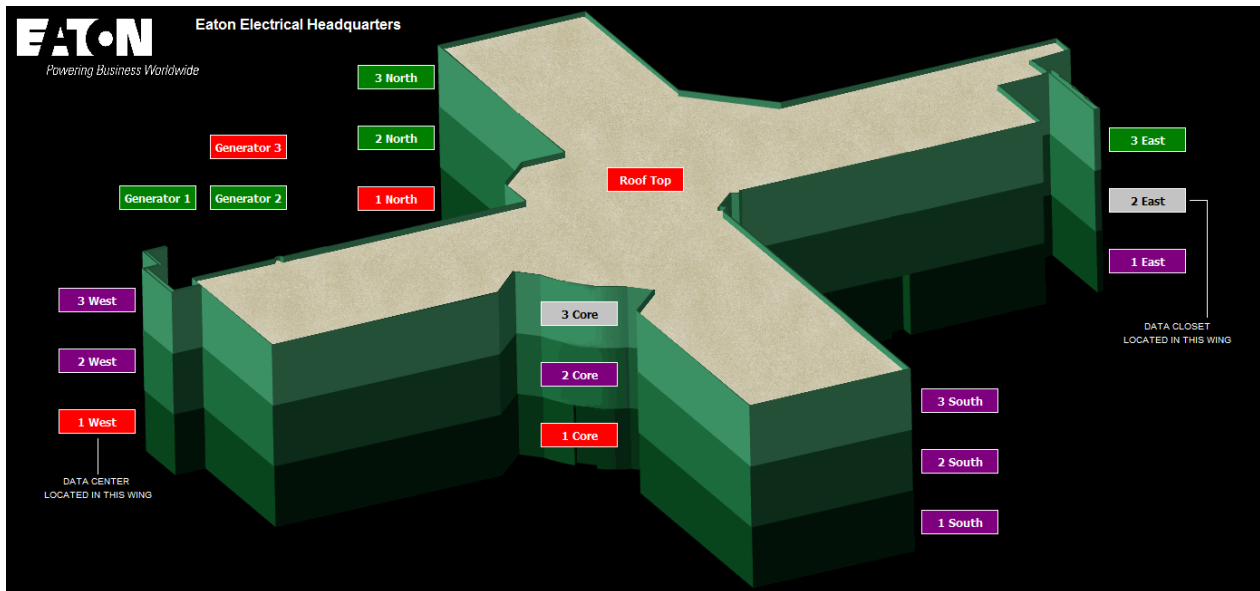 EATON
Powering Business Worldwide
Eaton Electrical Headquarters
3 North
2 North
1 North
Generator 3
Generator 1
Generator 2
Roof Top
3 East
2 East
1 East
DATA CLOSET
LOCATED IN THIS WING
3 West
2 West
1 West
DATA CENTER
LOCATED IN THIS WING
3 Core
2 Core
1 Core
3 South
2 South
1 South